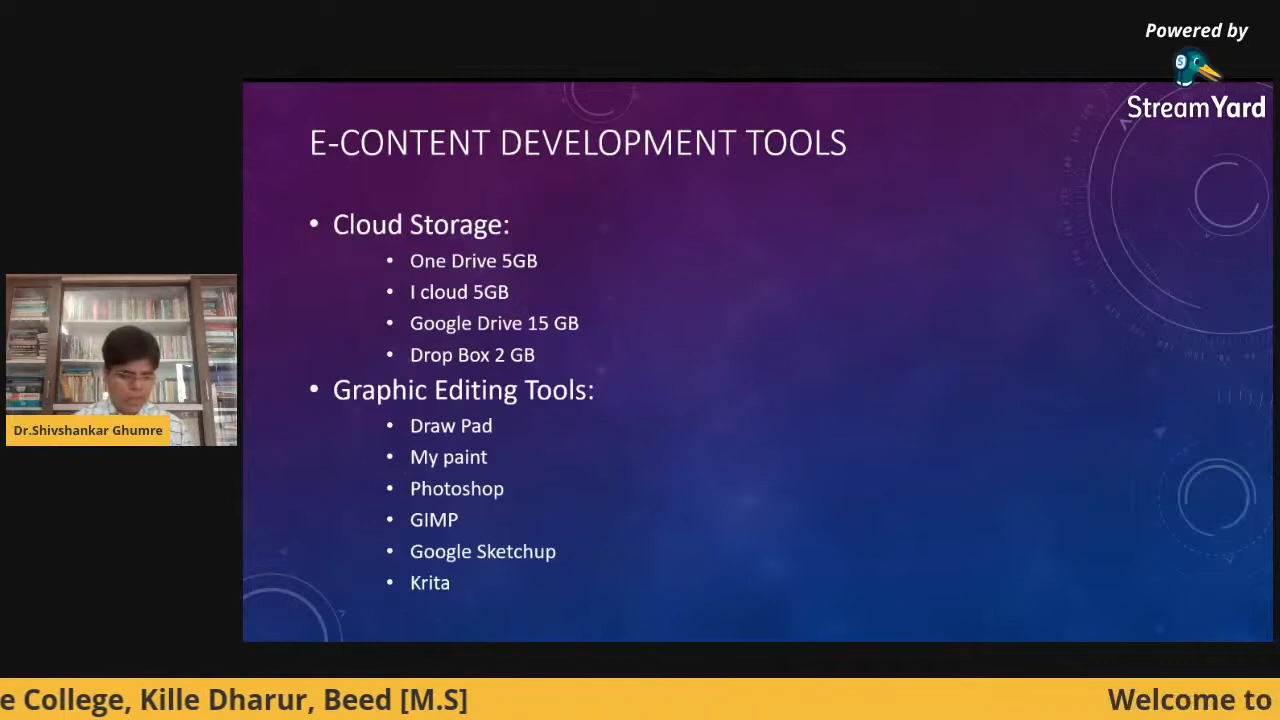 Powered by
StreamYard
E-CONTENT DEVELOPMENT TOOLS
• Cloud Storage:
• One Drive 5GB
• I cloud 5GB
• Google Drive 15 GB
• Drop Box 2 GB
• Graphic Editing Tools:
• Draw Pad
• My paint
• Photoshop
• GIMP
• Google Sketchup
• Krita
Dr.Shivshankar Ghumre
e College, Kille Dharur, Beed [M.S]
Welcome to